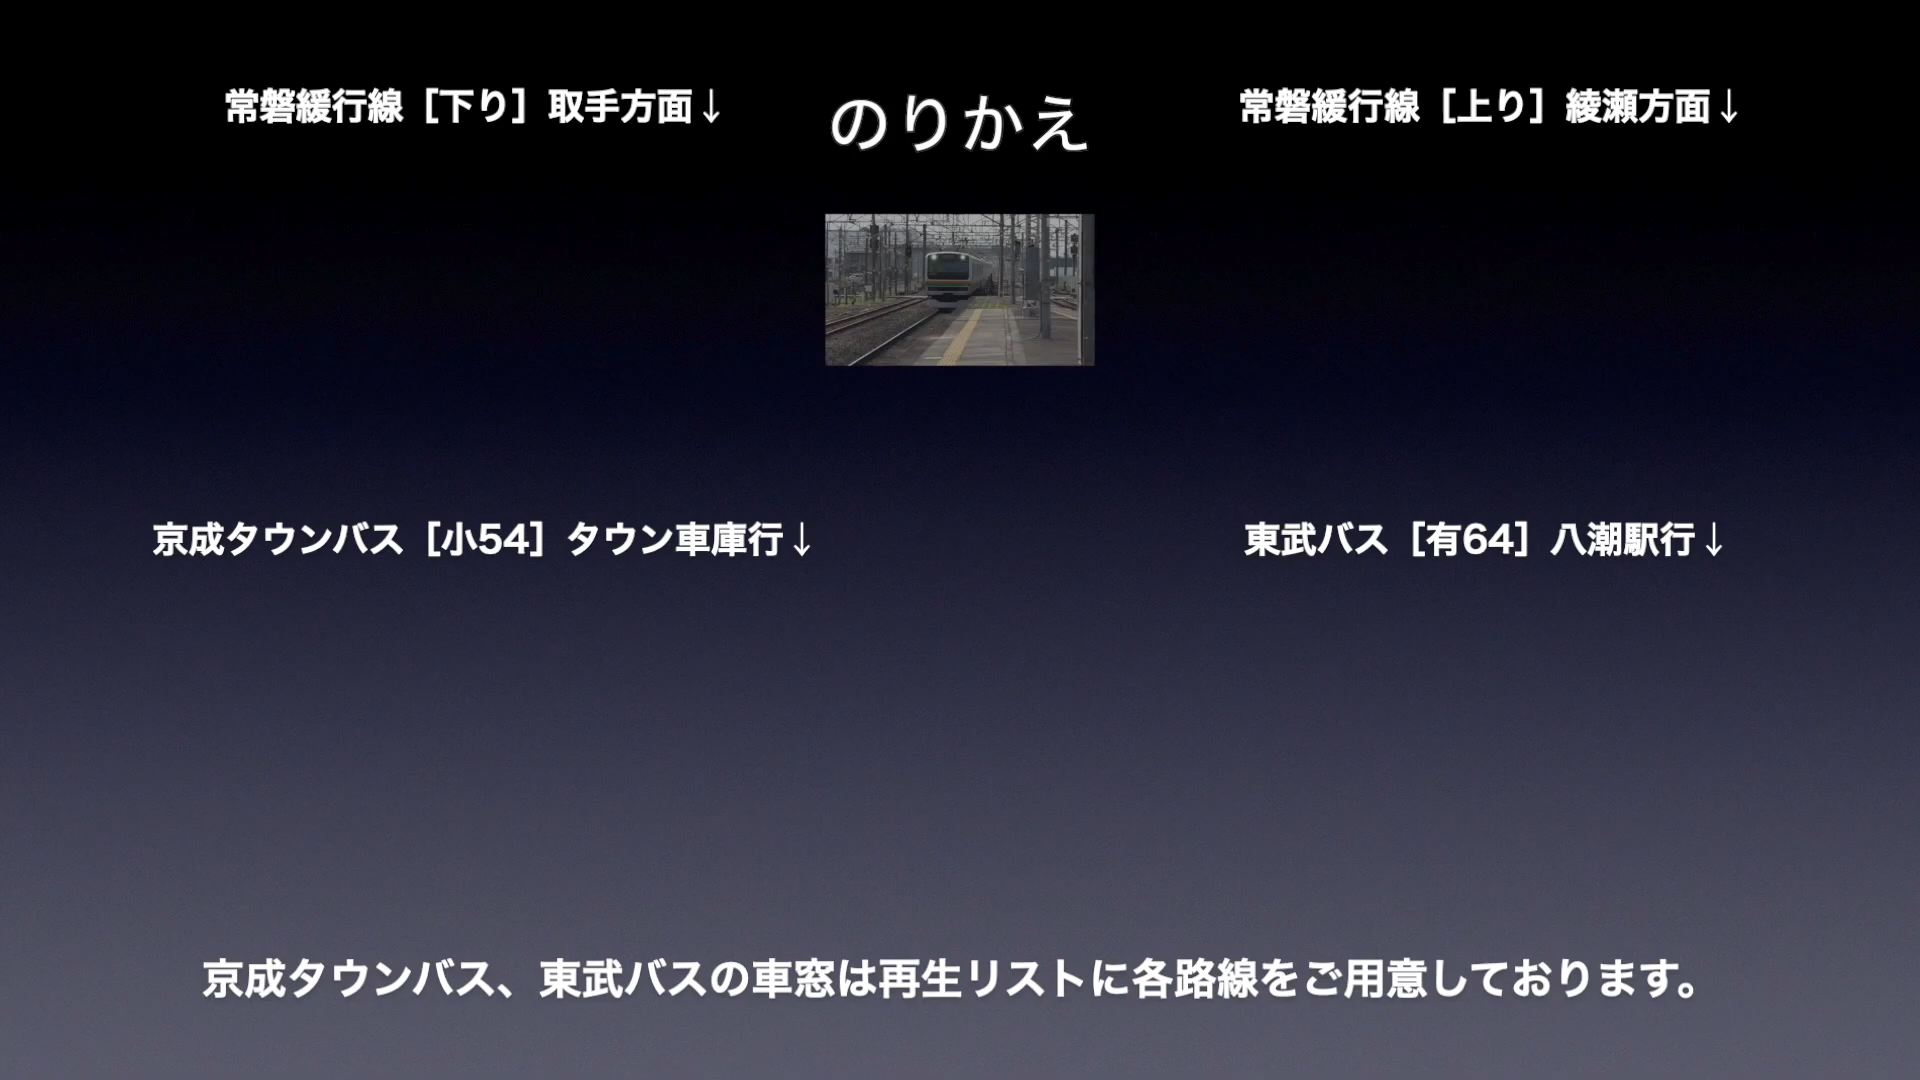 常磐緩行線［下り］取手方面↓
のりかえ
常磐緩行線［上り］綾瀬方面↓
京成タウンバス［小54］タウン車庫行↓
東武バス［有64］八潮駅行↓
京成タウンバス、東武バスの車窓は再生リストに各路線をご用意しております。